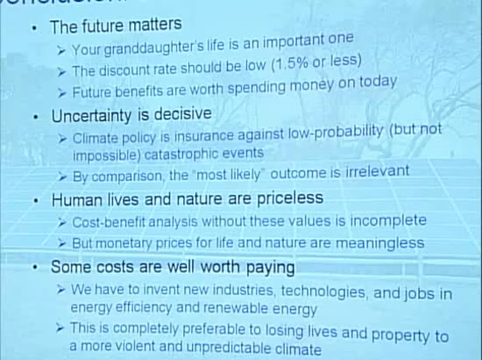 • The future matters
➢ Your granddaughter's life is an important one
➢ The discount rate should be low (1.5% or less)
➢ Future benefits are worth spending money on today
• Uncertainty is decisive
➢ Climate policy is insurance against low-probability (but not
impossible) catastrophic events
➢ By comparison, the "most likely" outcome is irrelevant
• Human lives and nature are priceless
➢ Cost-benefit analysis without these values is incomplete
➢ But monetary prices for life and nature are meaningless
• Some costs are well worth paying
➢ We have to invent new industries, technologies, and jobs in
energy efficiency and renewable energy
➢ This is completely preferable to losing lives and property to
a more violent and unpredictable climate